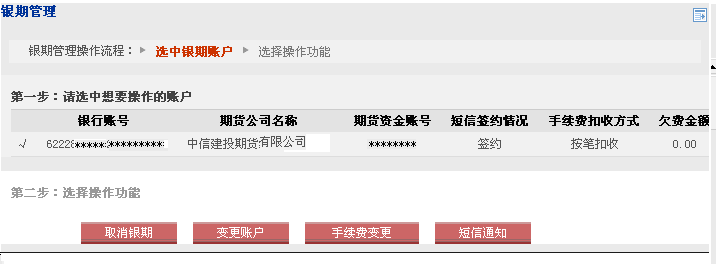 银期管理
银期管理操作流程： 选中银期账户 选择操作功能
第一步：请选中想要操作的账户
银行账号 期货公司名称 期货资金账号 短信签约情况 手续费扣收方式 欠费金额
√ 62228*****:********** 中信建投期货有限公司 ******** 签约 按笔扣收 0.00
第二步：选择操作功能
取消银期 变更账户 手续费变更 短信通知